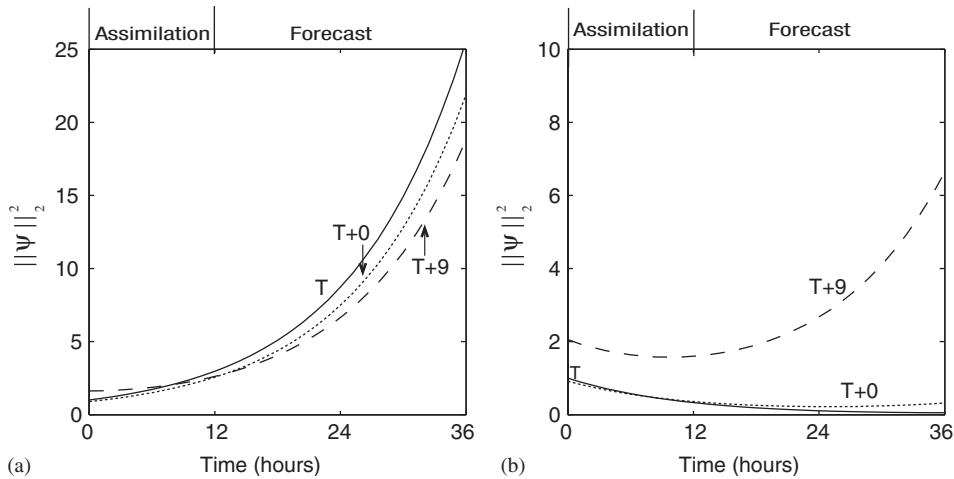 Assimilation Forecast
25
20
15
10
5
0
||ψ||₂²
T
T+0
T+9
0 12 24 36
Time (hours)
(a)
Assimilation Forecast
10
8
6
4
2
0
||ψ||₂²
T+9
T
T+0
0 12 24 36
Time (hours)
(b)